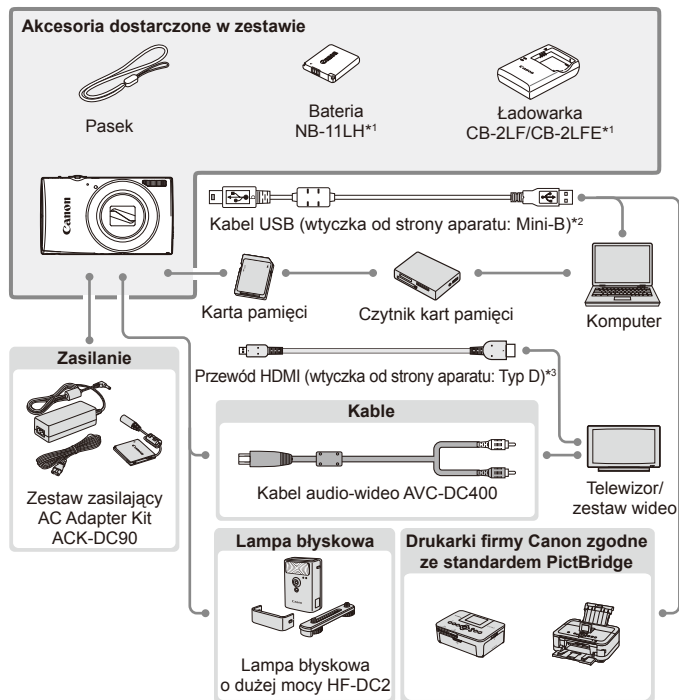 Akcesoria dostarczone w zestawie
Pasek
Bateria
NB-11LH*1
Ładowarka
CB-2LF/CB-2LFE*1
Canon
Kabel USB (wtyczka od strony aparatu: Mini-B)*2
Karta pamięci
Czytnik kart pamięci
Komputer
Przewód HDMI (wtyczka od strony aparatu: Typ D)*3
Zasilanie
Zestaw zasilający
AC Adapter Kit
ACK-DC90
Kable
Kabel audio-wideo AVC-DC400
Telewizor/
zestaw wideo
Lampa błyskowa
Lampa błyskowa
o dużej mocy HF-DC2
Drukarki firmy Canon zgodne
ze standardem PictBridge